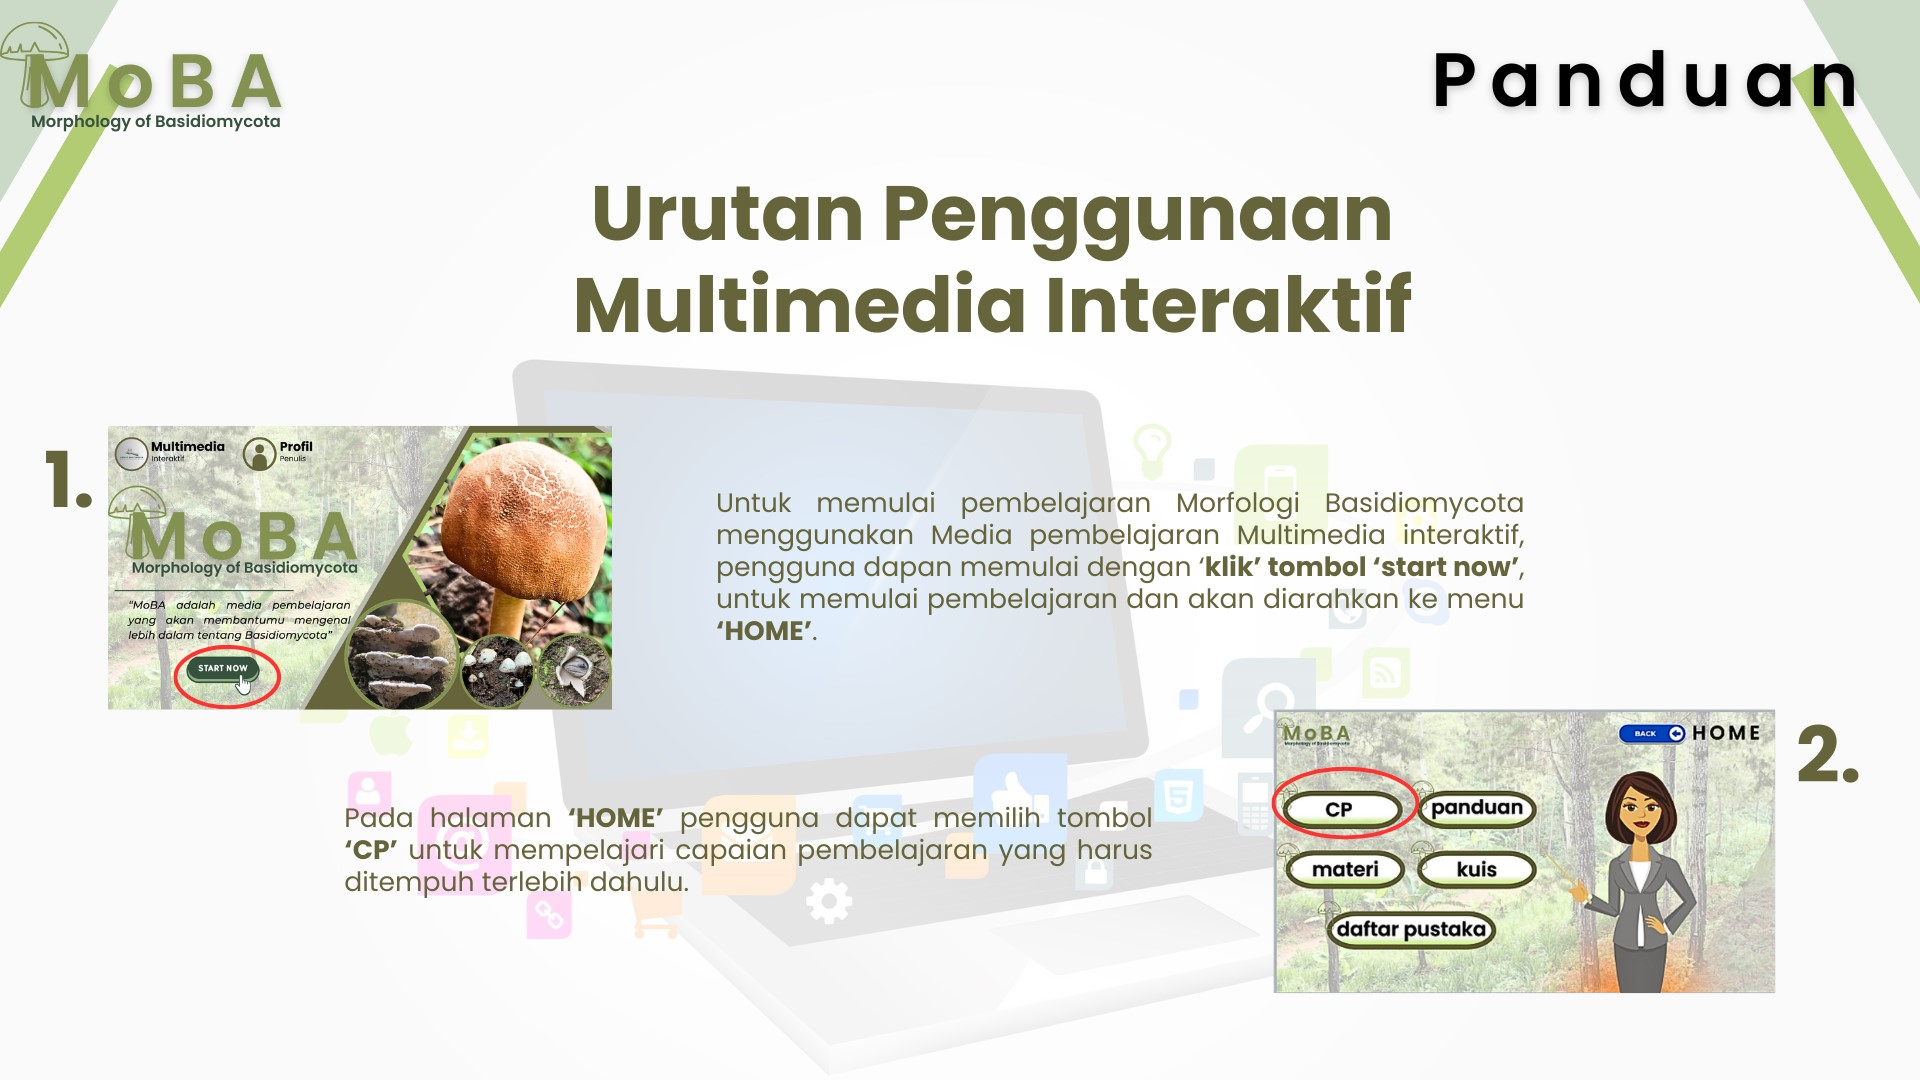 MoBA
Morphology of Basidiomycota
Panduan
Urutan Penggunaan
Multimedia Interaktif
1.
Multimedia
Interaktif
Profil
Penulis
MoBA
Morphology of Basidiomycota
“MoBA adalah media pembelajaran
yang akan membantumu mengenal
lebih dalam tentang Basidiomycota”
START NOW
Untuk memulai pembelajaran Morfologi Basidiomycota
menggunakan Media pembelajaran Multimedia interaktif,
pengguna dapan memulai dengan ‘klik’ tombol ‘start now’,
untuk memulai pembelajaran dan akan diarahkan ke menu
‘HOME’.
Pada halaman ‘HOME’ pengguna dapat memilih tombol
‘CP’ untuk mempelajari capaian pembelajaran yang harus
ditempuh terlebih dahulu.
2.
MoBA
Morphology of Basidiomycota
BACK
HOME
CP
panduan
materi
kuis
daftar pustaka